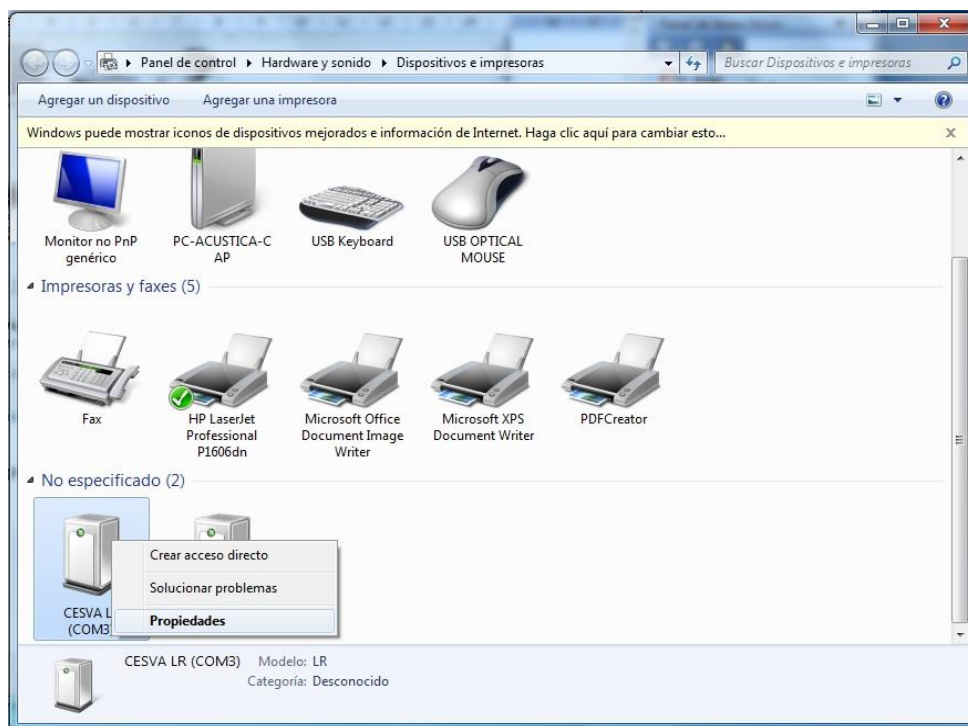 Panel de control ▸ Hardware y sonido ▸ Dispositivos e impresoras
Buscar Dispositivos e impresoras
Agregar un dispositivo Agregar una impresora
Windows puede mostrar iconos de dispositivos mejorados e información de Internet. Haga clic aquí para cambiar esto...
Monitor no PnP
genérico
PC-ACUSTICA-C
AP
USB Keyboard
USB OPTICAL
MOUSE
Impresoras y faxes (5)
Fax
HP LaserJet
Professional
P1606dn
Microsoft Office
Document Image
Writer
Microsoft XPS
Document Writer
PDFCreator
No especificado (2)
CESVA L
(COM3
Crear acceso directo
Solucionar problemas
Propiedades
CESVA LR (COM3) Modelo: LR
Categoría: Desconocido